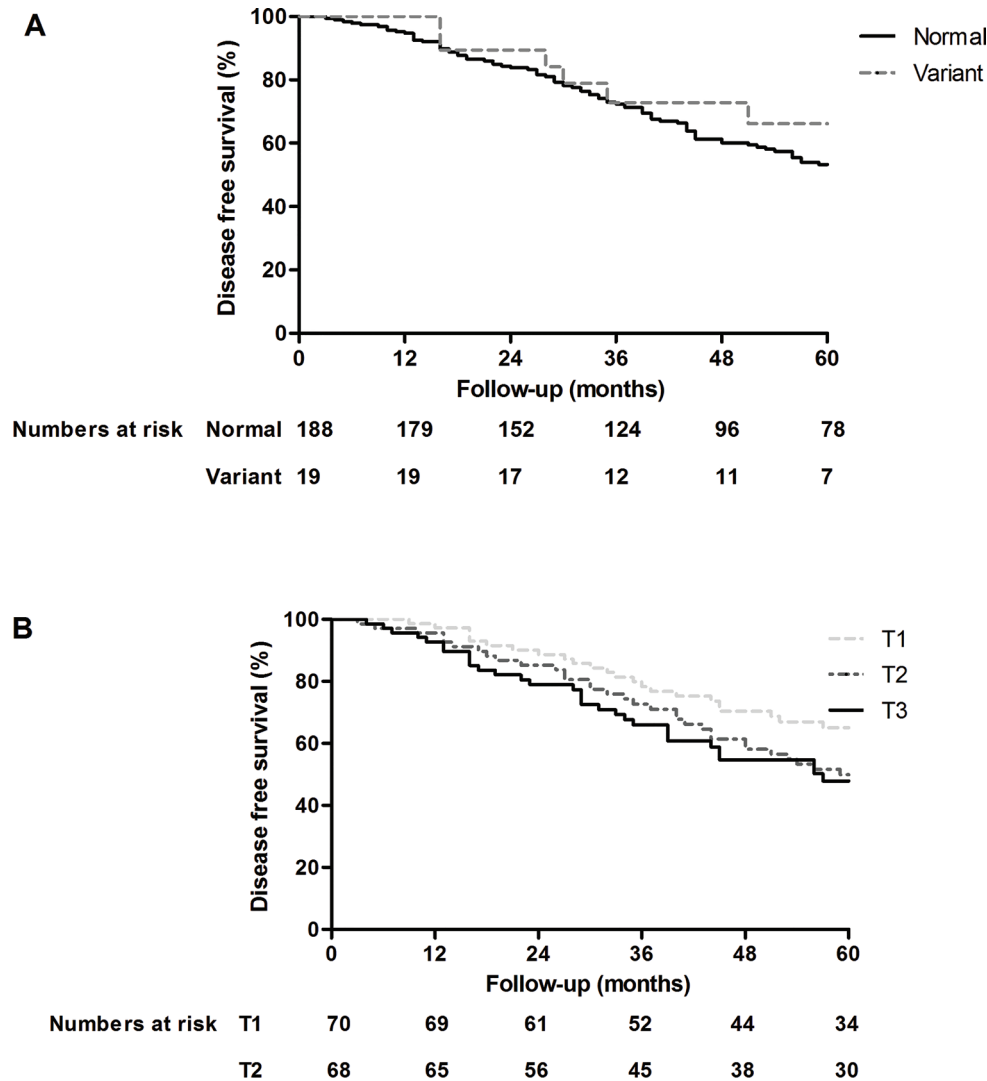 A
Disease free survival (%)
100
80
60
40
20
0
0 12 24 36 48 60
Follow-up (months)
Normal
Variant
Numbers at risk Normal 188 179 152 124 96 78
Variant 19 19 17 12 11 7
B
Disease free survival (%)
100
80
60
40
20
0
0 12 24 36 48 60
Follow-up (months)
T1
T2
T3
Numbers at risk T1 70 69 61 52 44 34
T2 68 65 56 45 38 30